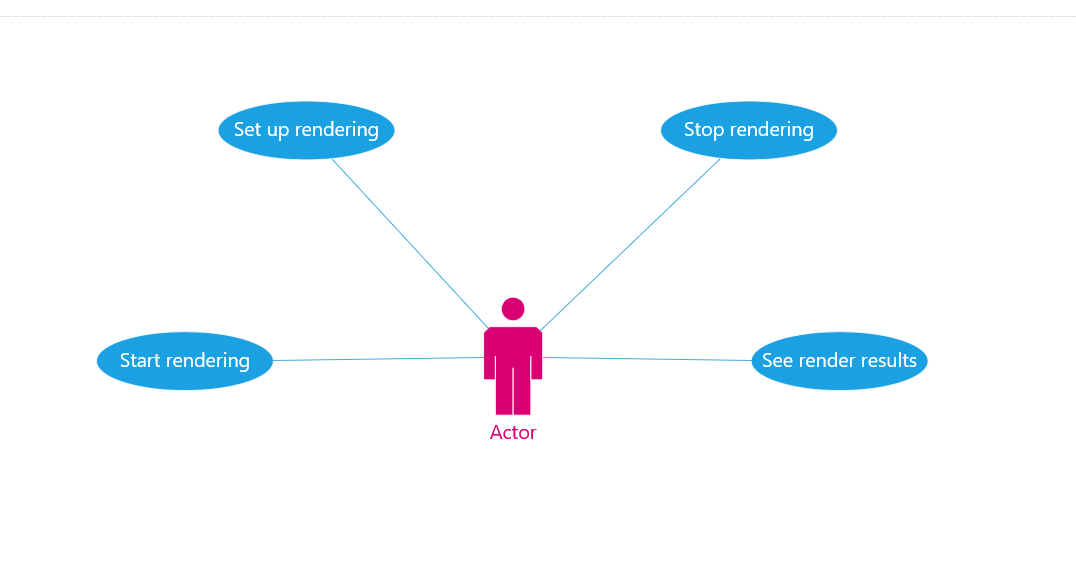 Set up rendering
Stop rendering
Start rendering
See render results
Actor